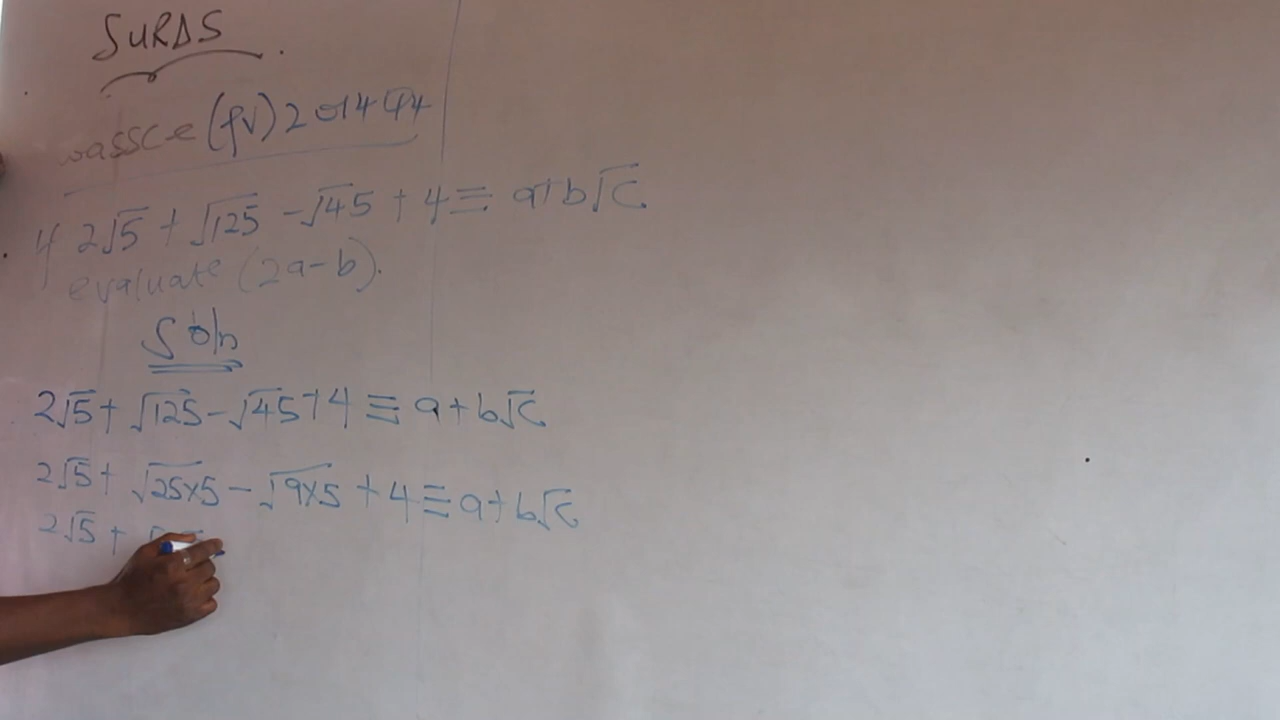 SURDS.
wassce (fv) 2014 Q4
If 2√5 + √125 - √45 + 4 ≡ a+b√c
evaluate (2a-b).
Soln
2√5 + √125 - √45 + 4 ≡ a + b√c
2√5 + √25×5 - √9×5 + 4 ≡ a + b√c
2√5 +